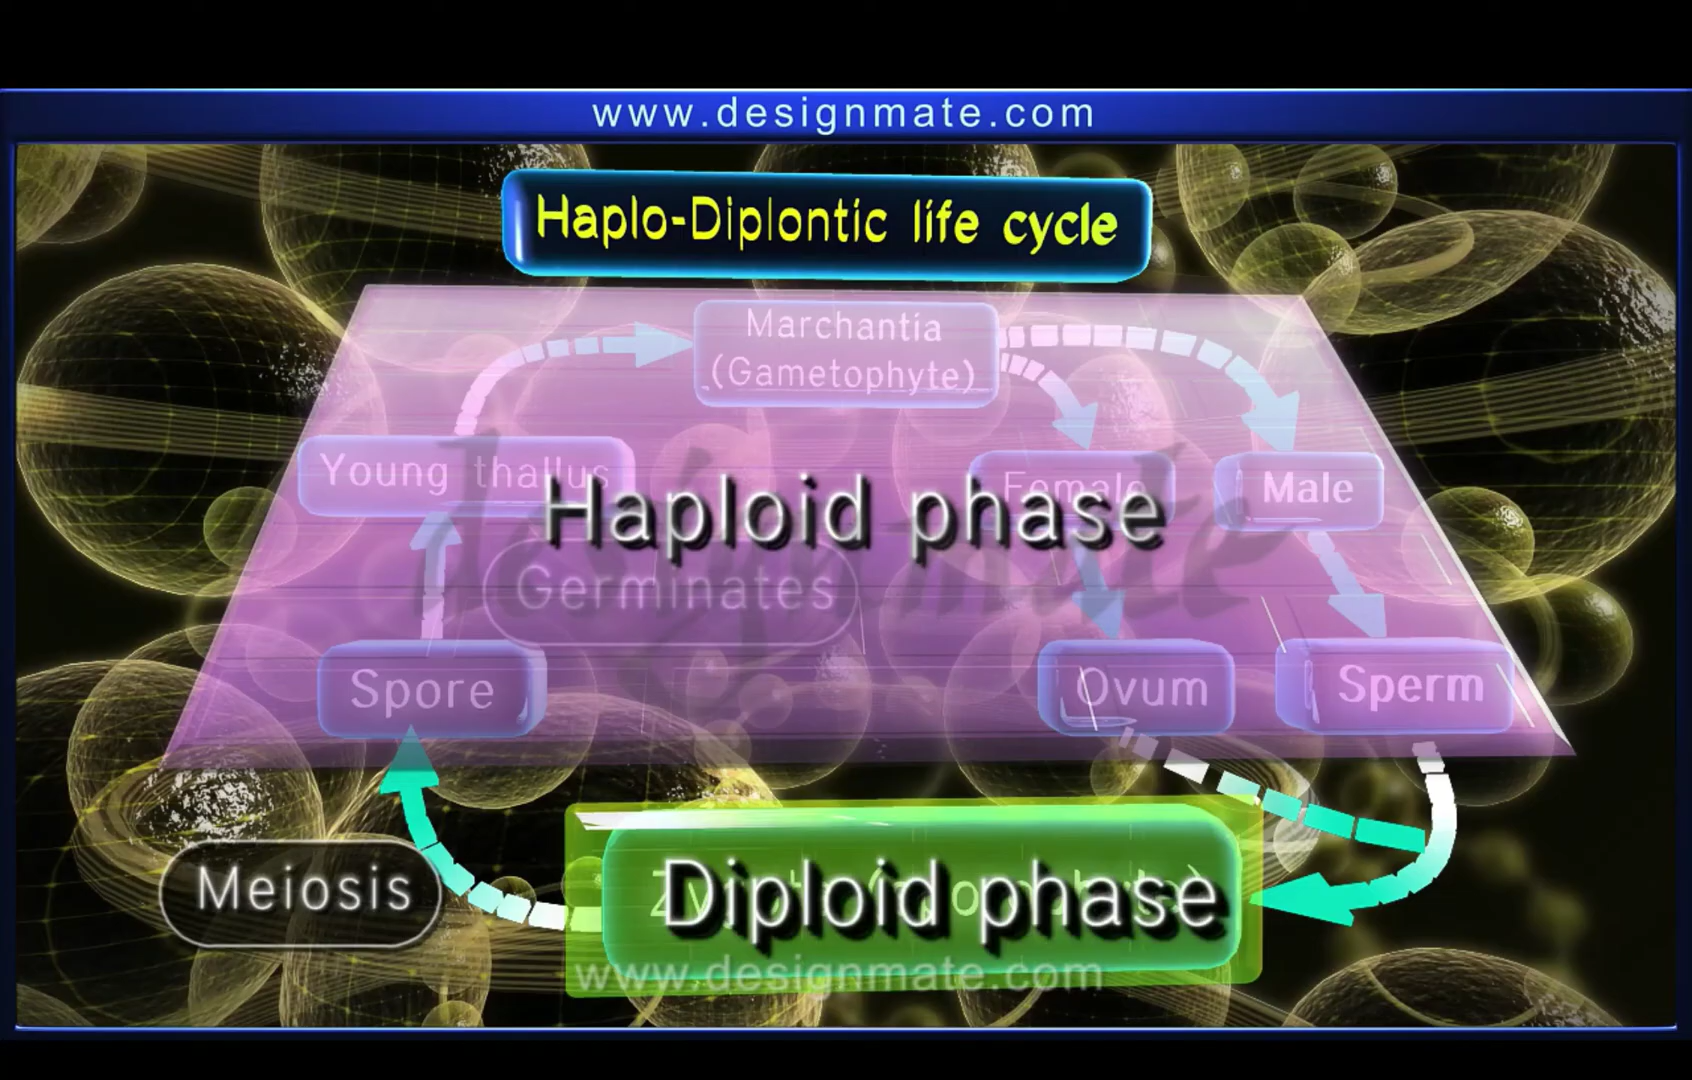 www.designmate.com
Haplo-Diplontic life cycle
Marchantia
(Gametophyte)
Young thallus
Female
Male
Haploid phase
designmate
Germinates
Spore
Ovum
Sperm
Meiosis
Diploid phase
www.designmate.com